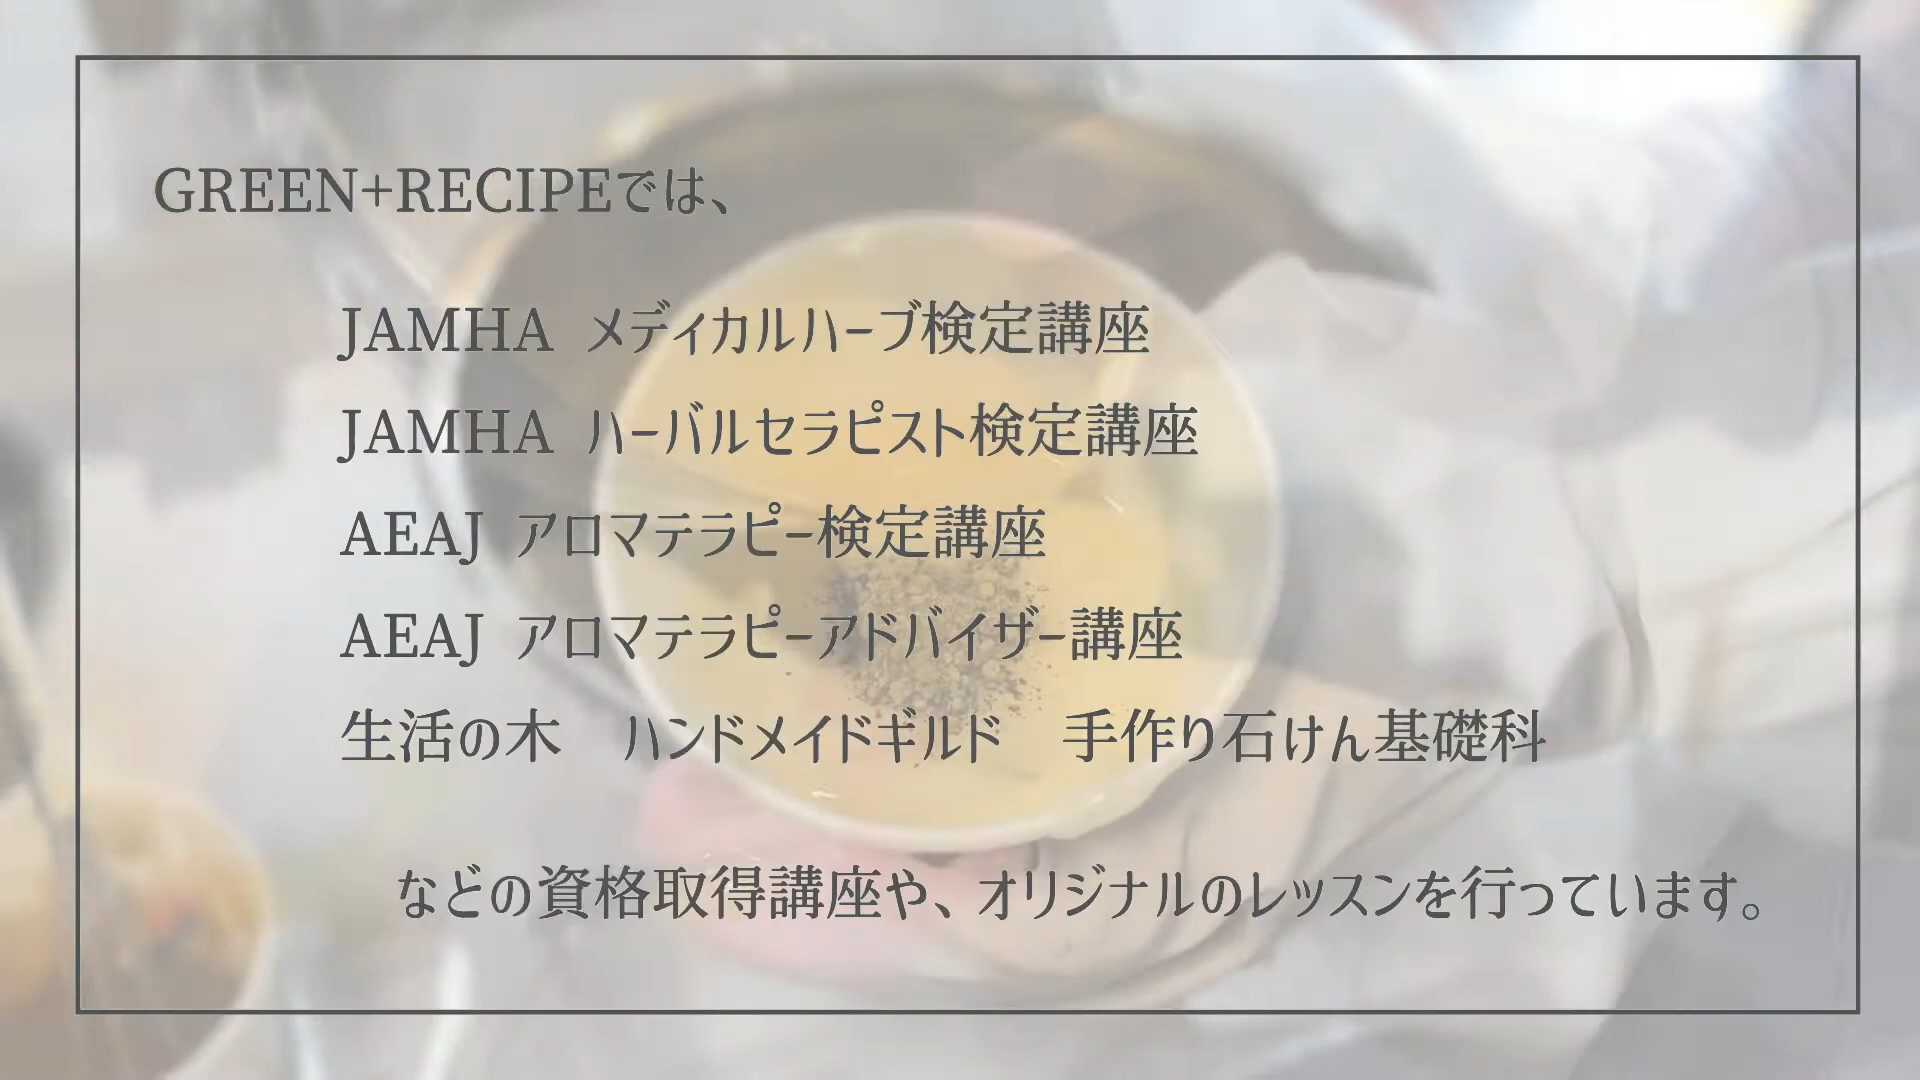 GREEN+RECIPEでは、
JAMHA メディカルハーブ検定講座
JAMHA ハーバルセラピスト検定講座
AEAJ アロマテラピー検定講座
AEAJ アロマテラピーアドバイザー講座
生活の木　ハンドメイドギルド　手作り石けん基礎科
などの資格取得講座や、オリジナルのレッスンを行っています。